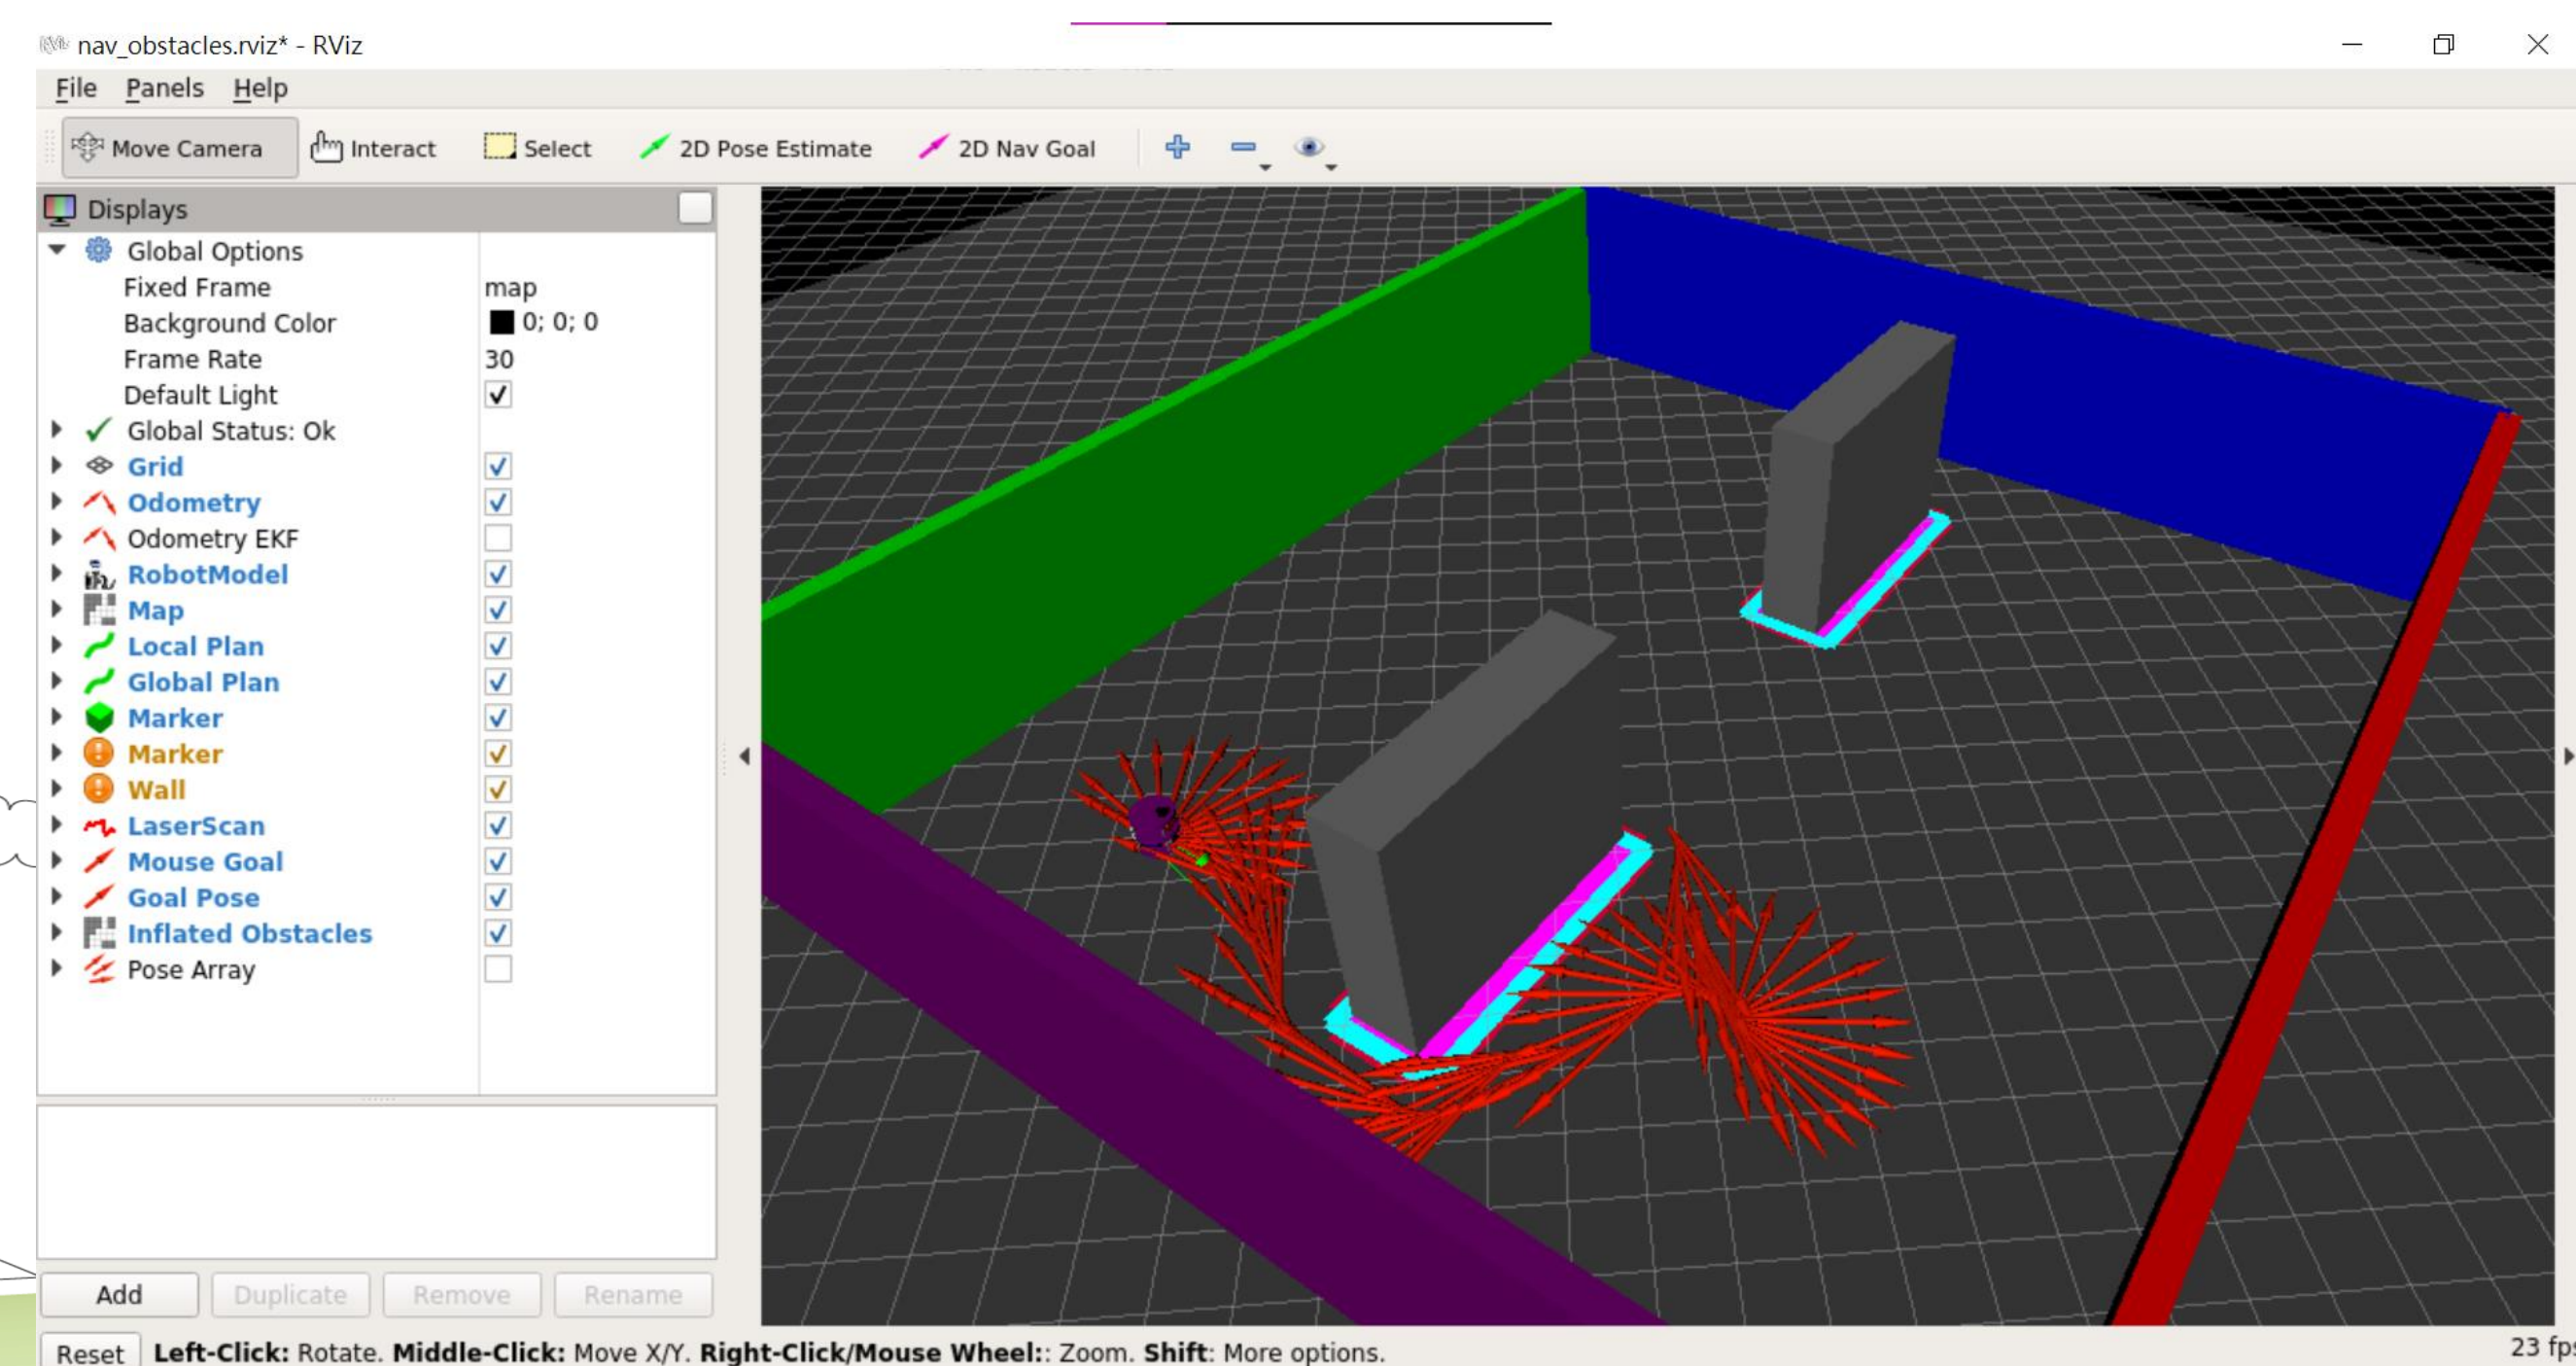 nav_obstacles.rviz* - RViz
File Panels Help
Move Camera Interact Select 2D Pose Estimate 2D Nav Goal
Displays
Global Options
Fixed Frame map
Background Color 0; 0; 0
Frame Rate 30
Default Light
Global Status: Ok
Grid
Odometry
Odometry EKF
RobotModel
Map
Local Plan
Global Plan
Marker
Marker
Wall
LaserScan
Mouse Goal
Goal Pose
Inflated Obstacles
Pose Array
Add Duplicate Remove Rename
Reset Left-Click: Rotate. Middle-Click: Move X/Y. Right-Click/Mouse Wheel:: Zoom. Shift: More options. 23 fps